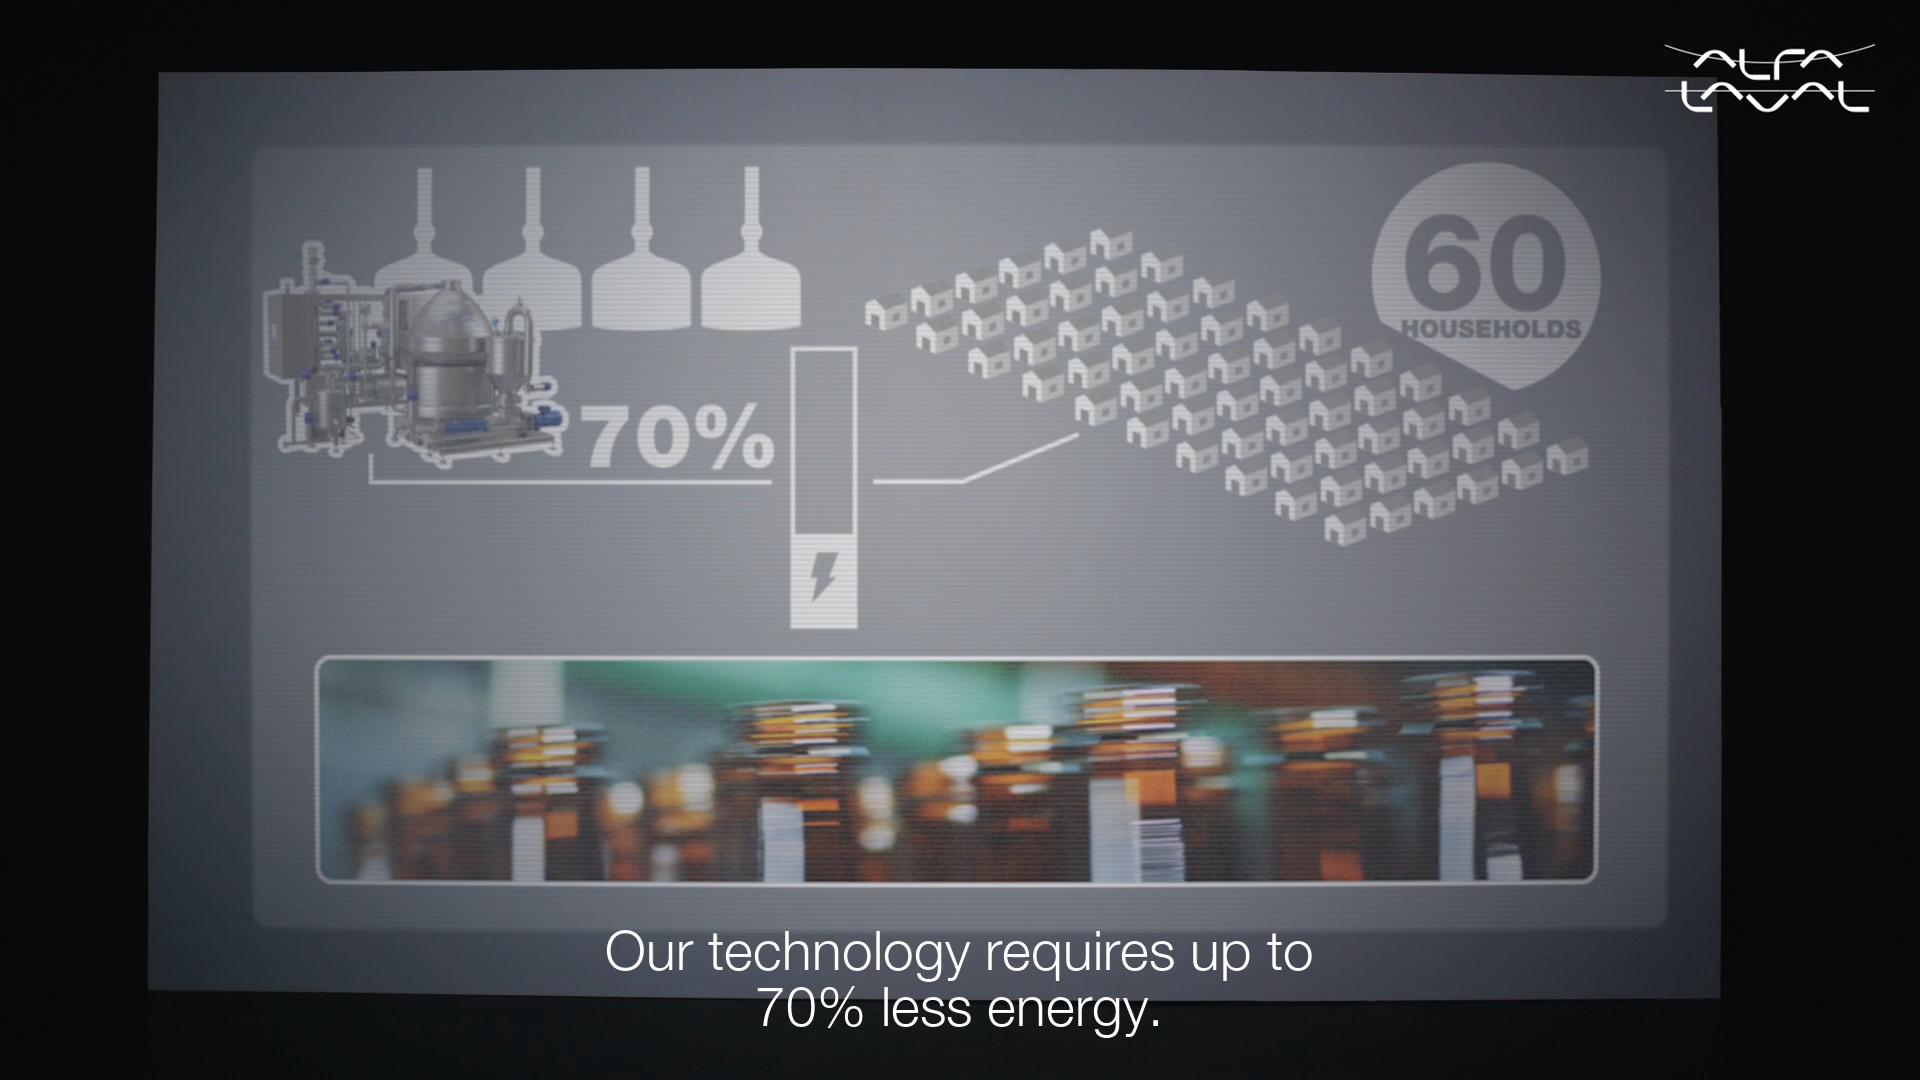 ALFA
LAVAL
60
HOUSEHOLDS
70%
Our technology requires up to
70% less energy.